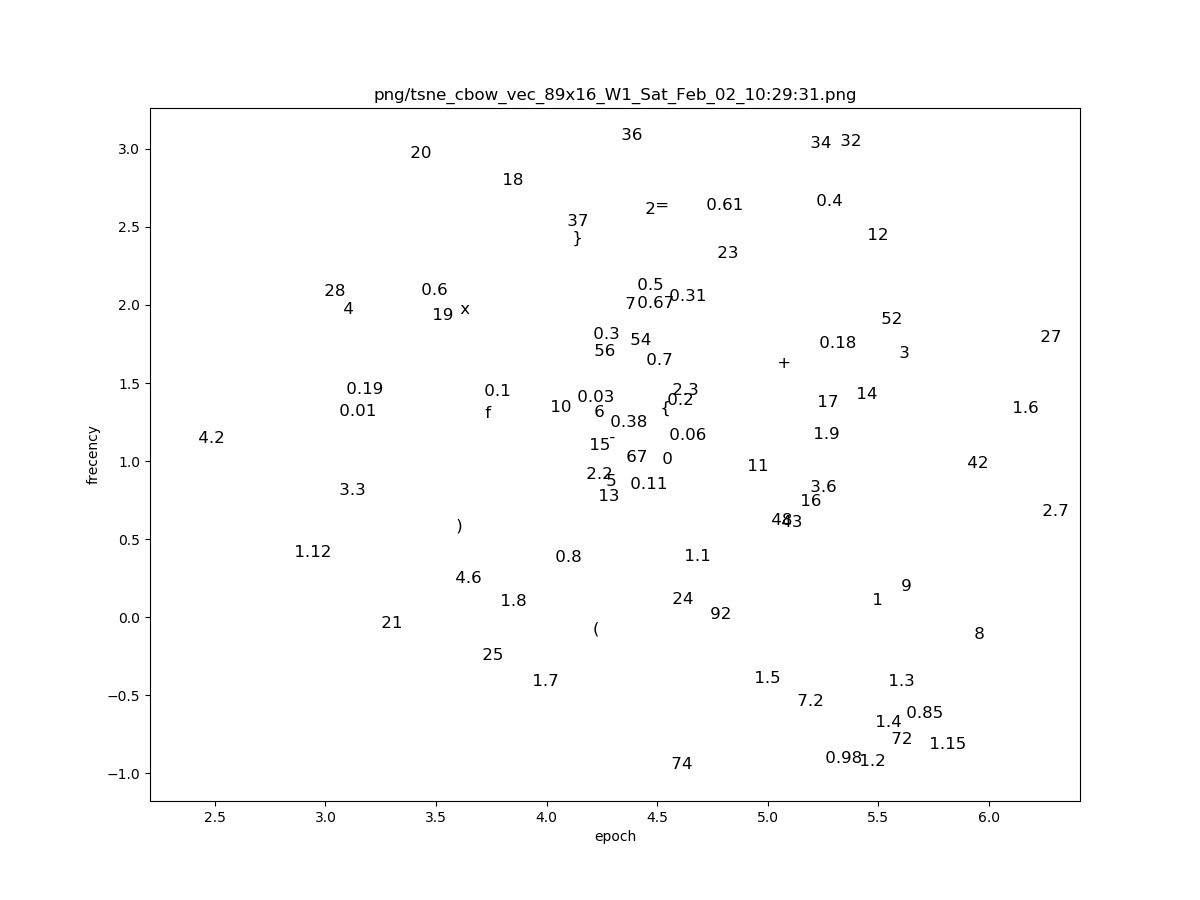 png/tsne_cbow_vec_89x16_W1_Sat_Feb_02_10:29:31.png
36
3.0
34 32
20
18
2 = 0.61 0.4
37
2.5
} 12
23
0.5
28 0.6 0.31
7 0.67
2.0
4 19 x
52
0.3 54 27
0.18
56 3
0.7 +
1.5
0.19 0.1 2.3
0.03 0.2 14
17
0.01 f 10 6 { 1.6
0.38
0.06 1.9
4.2 15 -
67 0 11 42
1.0
2.2 5 0.11
3.3 13 3.6
16
2.7
) 48 43
0.5
1.12 0.8 1.1
4.6
9
1.8 24 1
92
0.0
21 ( 8
25
1.7 1.5 1.3
−0.5
7.2
0.85
1.4
72 1.15
74 0.98 1.2
−1.0
2.5 3.0 3.5 4.0 4.5 5.0 5.5 6.0
epoch
frecency